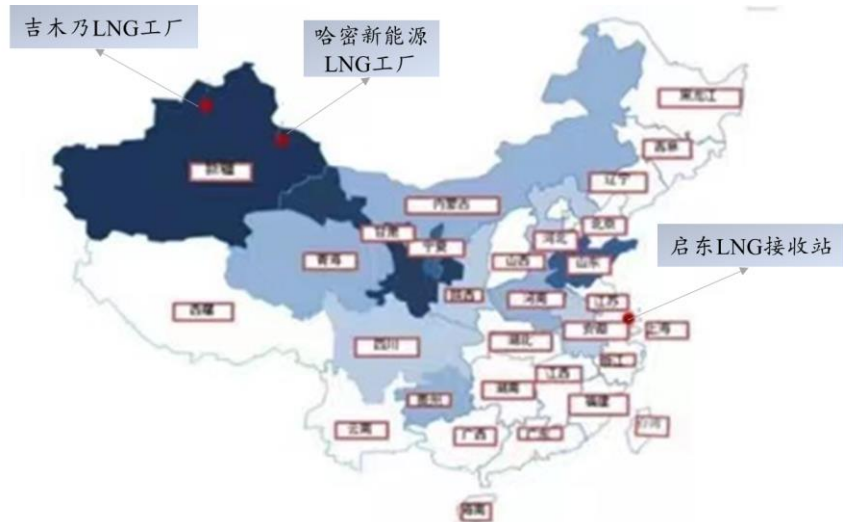 吉木乃LNG工厂
哈密新能源
LNG工厂
启东LNG接收站
黑龙江
吉林
辽宁
新疆
内蒙古
北京
甘肃
河北
宁夏
青海
山西
山东
陕西
河南
江苏
西藏
安徽
上海
四川
湖北
浙江
江西
湖南
贵州
福建
云南
广西
广东
台湾
海南